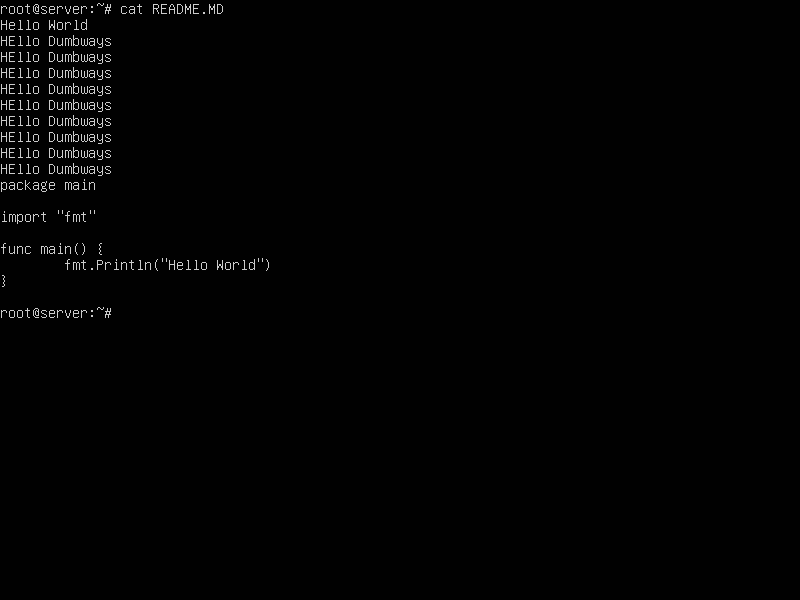 root@server:~# cat README.MD
Hello World
HEllo Dumbways
HEllo Dumbways
HEllo Dumbways
HEllo Dumbways
HEllo Dumbways
HEllo Dumbways
HEllo Dumbways
HEllo Dumbways
HEllo Dumbways
package main

import "fmt"

func main() {
        fmt.Println("Hello World")
}

root@server:~#